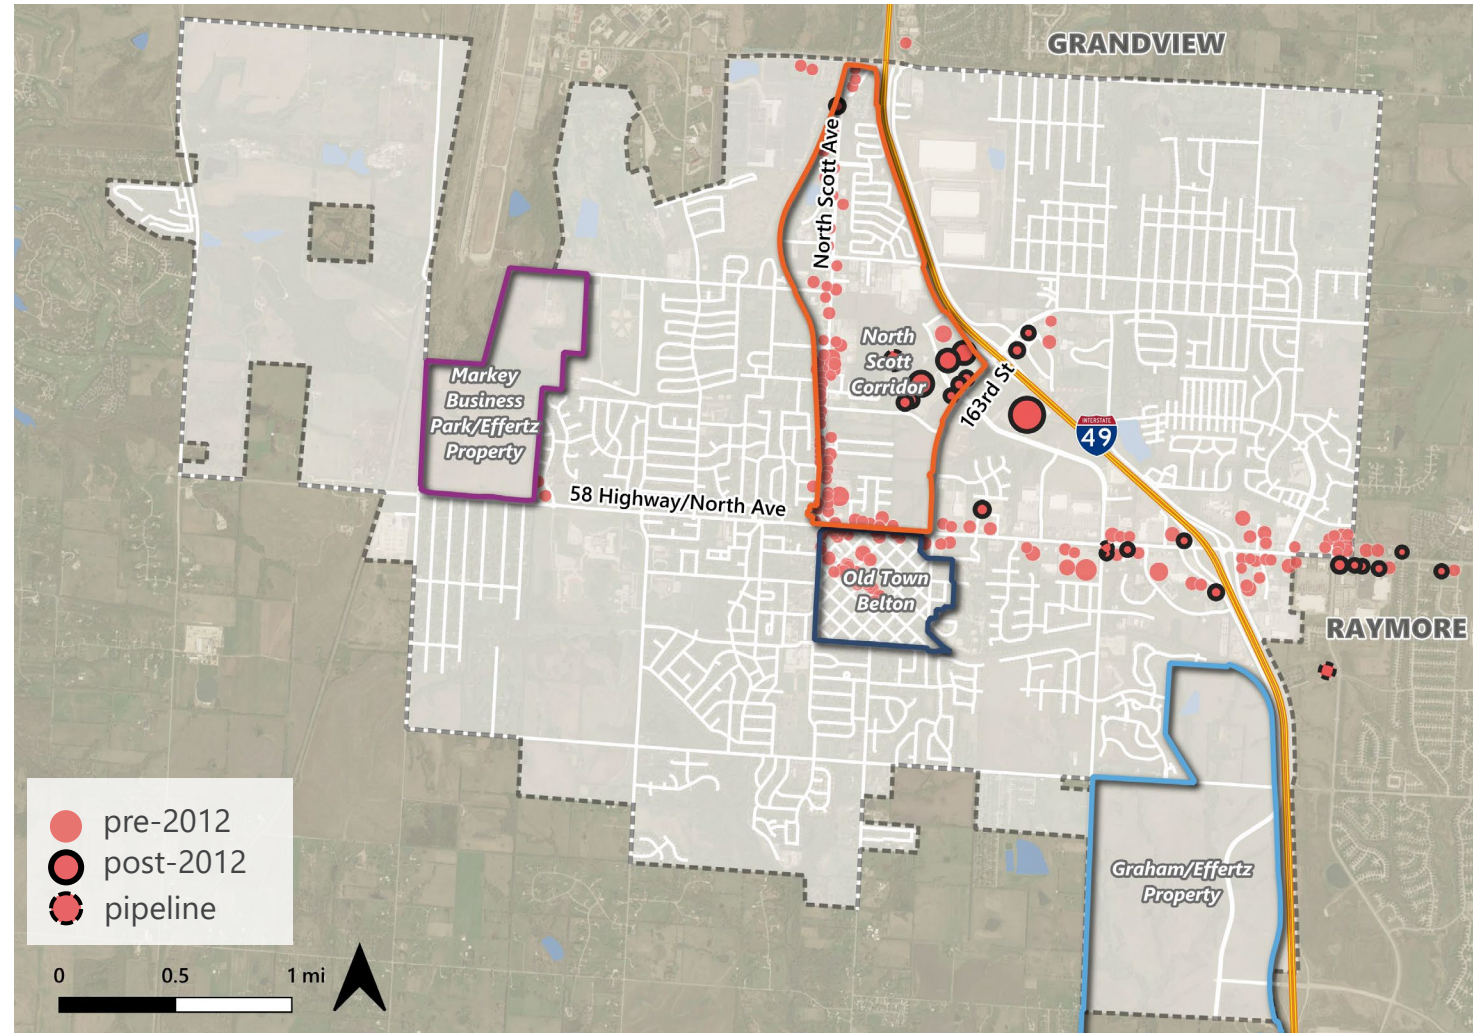 GRANDVIEW
North Scott Ave
North
Scott
Corridor
163rd St
INTERSTATE
49
Markey
Business
Park/Effertz
Property
58 Highway/North Ave
Old Town
Belton
RAYMORE
Graham/Effertz
Property
pre-2012
post-2012
pipeline
0 0.5 1 mi